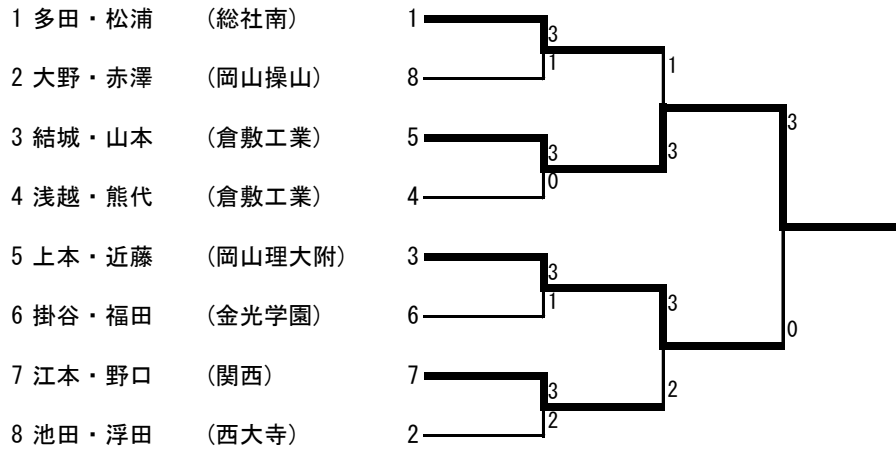 1 多田・松浦 (総社南) 1
3
1
1
2 大野・赤澤 (岡山操山) 8
3
3 結城・山本 (倉敷工業) 5
3
3
0
4 浅越・熊代 (倉敷工業) 4
5 上本・近藤 (岡山理大附) 3
3
1
3
6 掛谷・福田 (金光学園) 6
0
7 江本・野口 (関西) 7
3
2
2
8 池田・浮田 (西大寺) 2